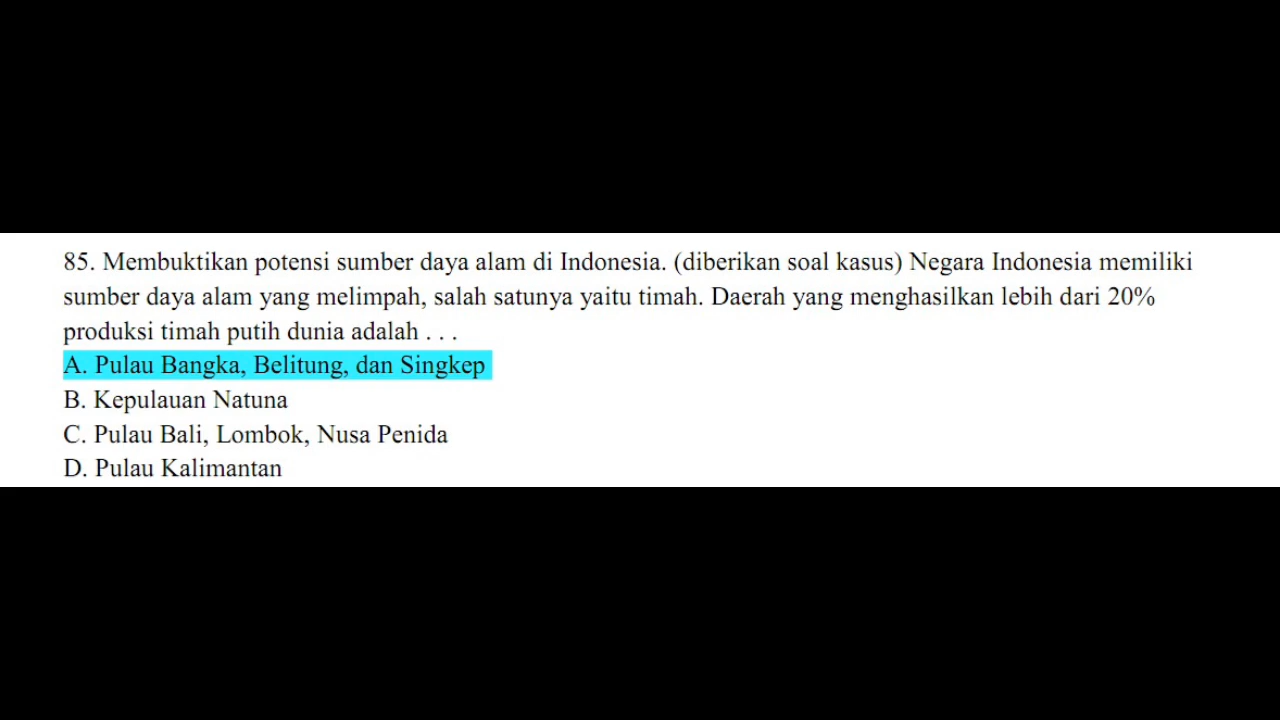 85. Membuktikan potensi sumber daya alam di Indonesia. (diberikan soal kasus) Negara Indonesia memiliki
sumber daya alam yang melimpah, salah satunya yaitu timah. Daerah yang menghasilkan lebih dari 20%
produksi timah putih dunia adalah . . .
A. Pulau Bangka, Belitung, dan Singkep
B. Kepulauan Natuna
C. Pulau Bali, Lombok, Nusa Penida
D. Pulau Kalimantan